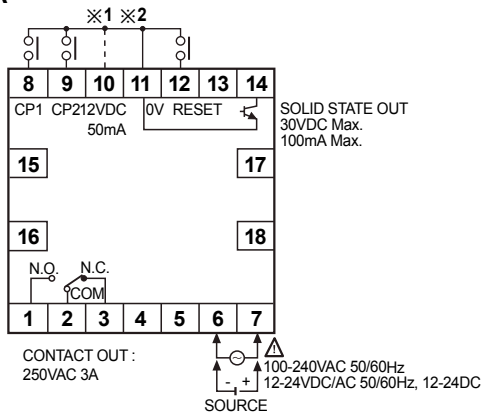 ※1 ※2
8 9 10 11 12 13 14
CP1 CP212VDC 0V RESET
50mA
SOLID STATE OUT
30VDC Max.
100mA Max.
15 17
16 18
N.O. N.C.
COM
1 2 3 4 5 6 7
CONTACT OUT :
250VAC 3A
100-240VAC 50/60Hz
- + 12-24VDC/AC 50/60Hz, 12-24DC
SOURCE